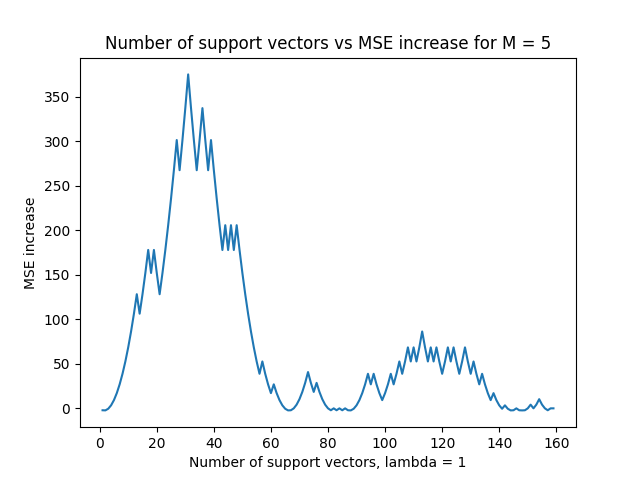 Number of support vectors vs MSE increase for M = 5
MSE increase
350
300
250
200
150
100
50
0
0 20 40 60 80 100 120 140 160
Number of support vectors, lambda = 1